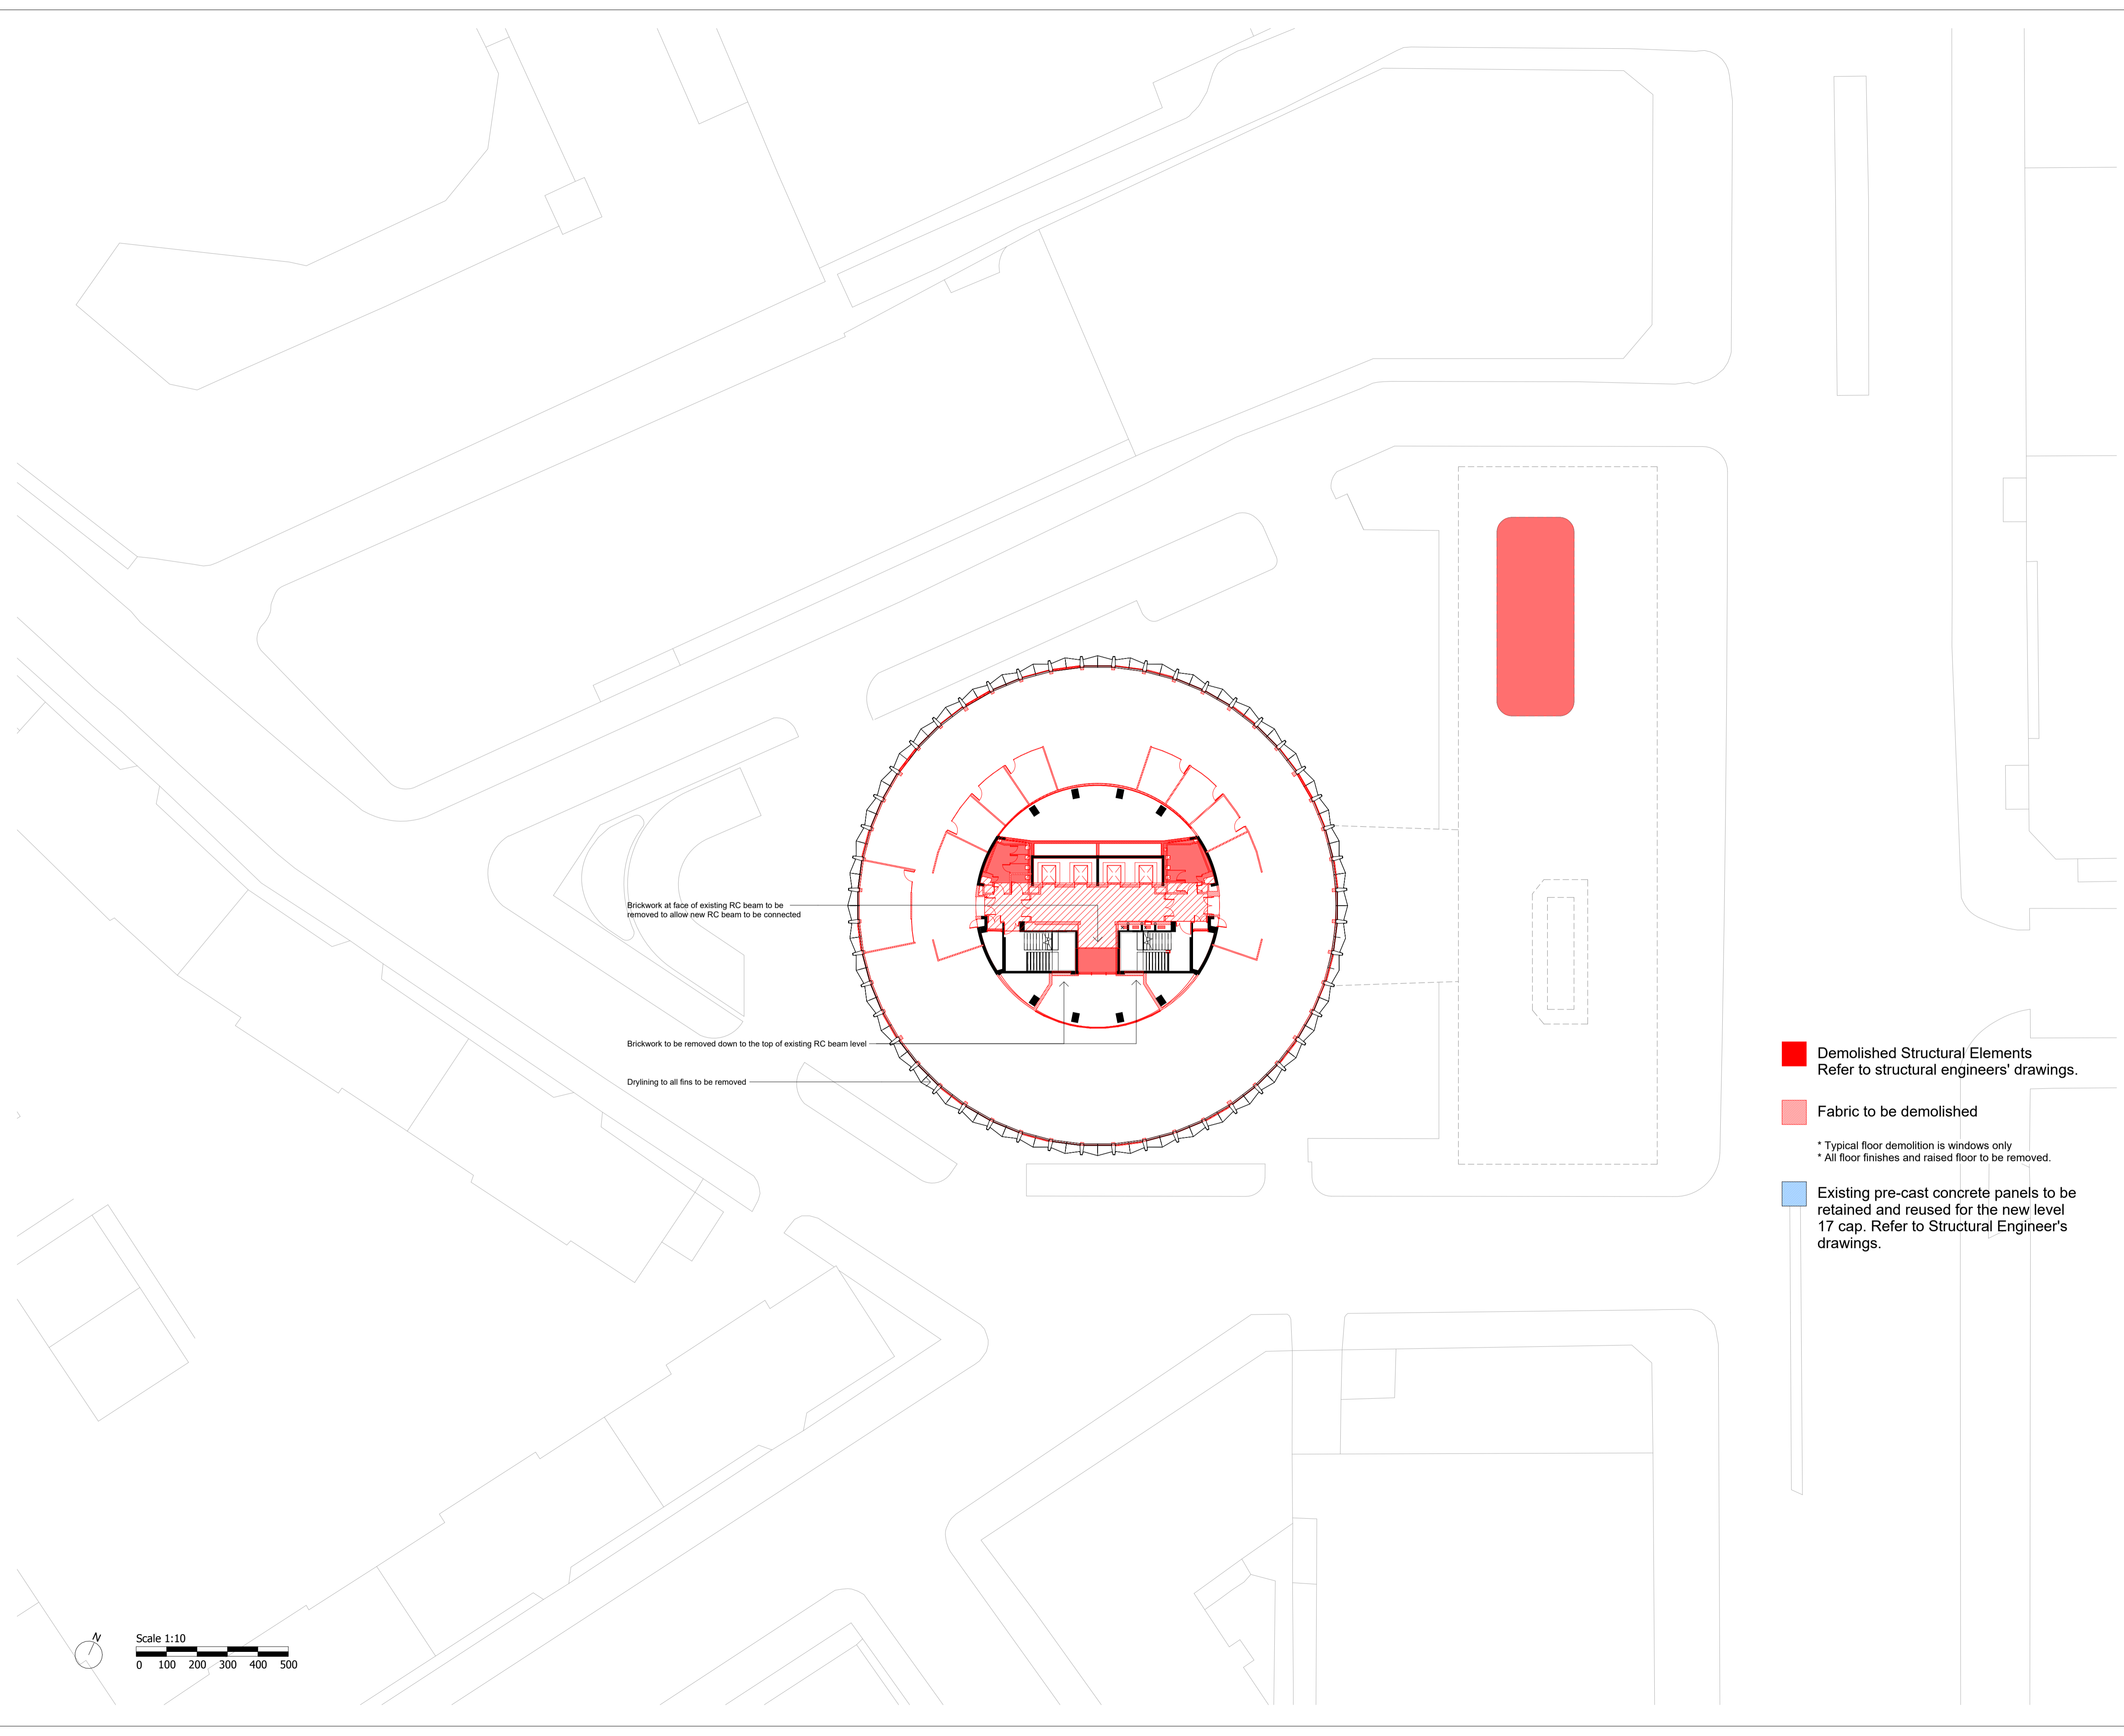 Brickwork at face of existing RC beam to be
removed to allow new RC beam to be connected
Brickwork to be removed down to the top of existing RC beam level
Drylining to all fins to be removed
Demolished Structural Elements
Refer to structural engineers' drawings.
Fabric to be demolished
* Typical floor demolition is windows only
* All floor finishes and raised floor to be removed.
Existing pre-cast concrete panels to be
retained and reused for the new level
17 cap. Refer to Structural Engineer's
drawings.
N
Scale 1:10
0 100 200 300 400 500